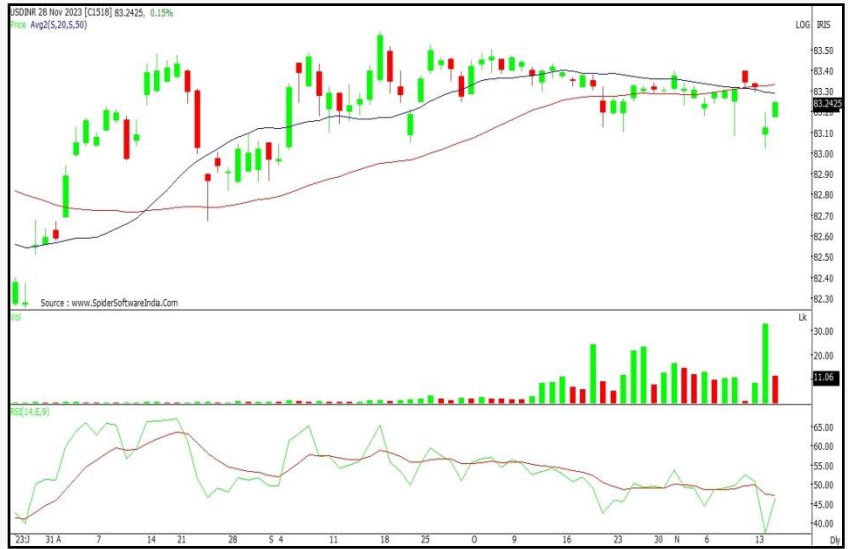 USDINR 28 Nov 2023 [C1518] 83.2425, 0.15%
Price Avg2(S,20,S,50)
LOG IRIS
83.50
83.40
83.30
83.2425
83.20
83.10
83.00
82.90
82.80
82.70
82.60
82.50
82.40
82.30
Source : www.SpiderSoftwareIndia.Com
Vol
Lk
30.00
20.00
11.06
RSI(14,E,9)
65.00
60.00
55.00
50.00
45.00
40.00
23:J 31 A 7 14 21 28 S 4 11 18 25 O 9 16 23 30 N 6 13 Dly